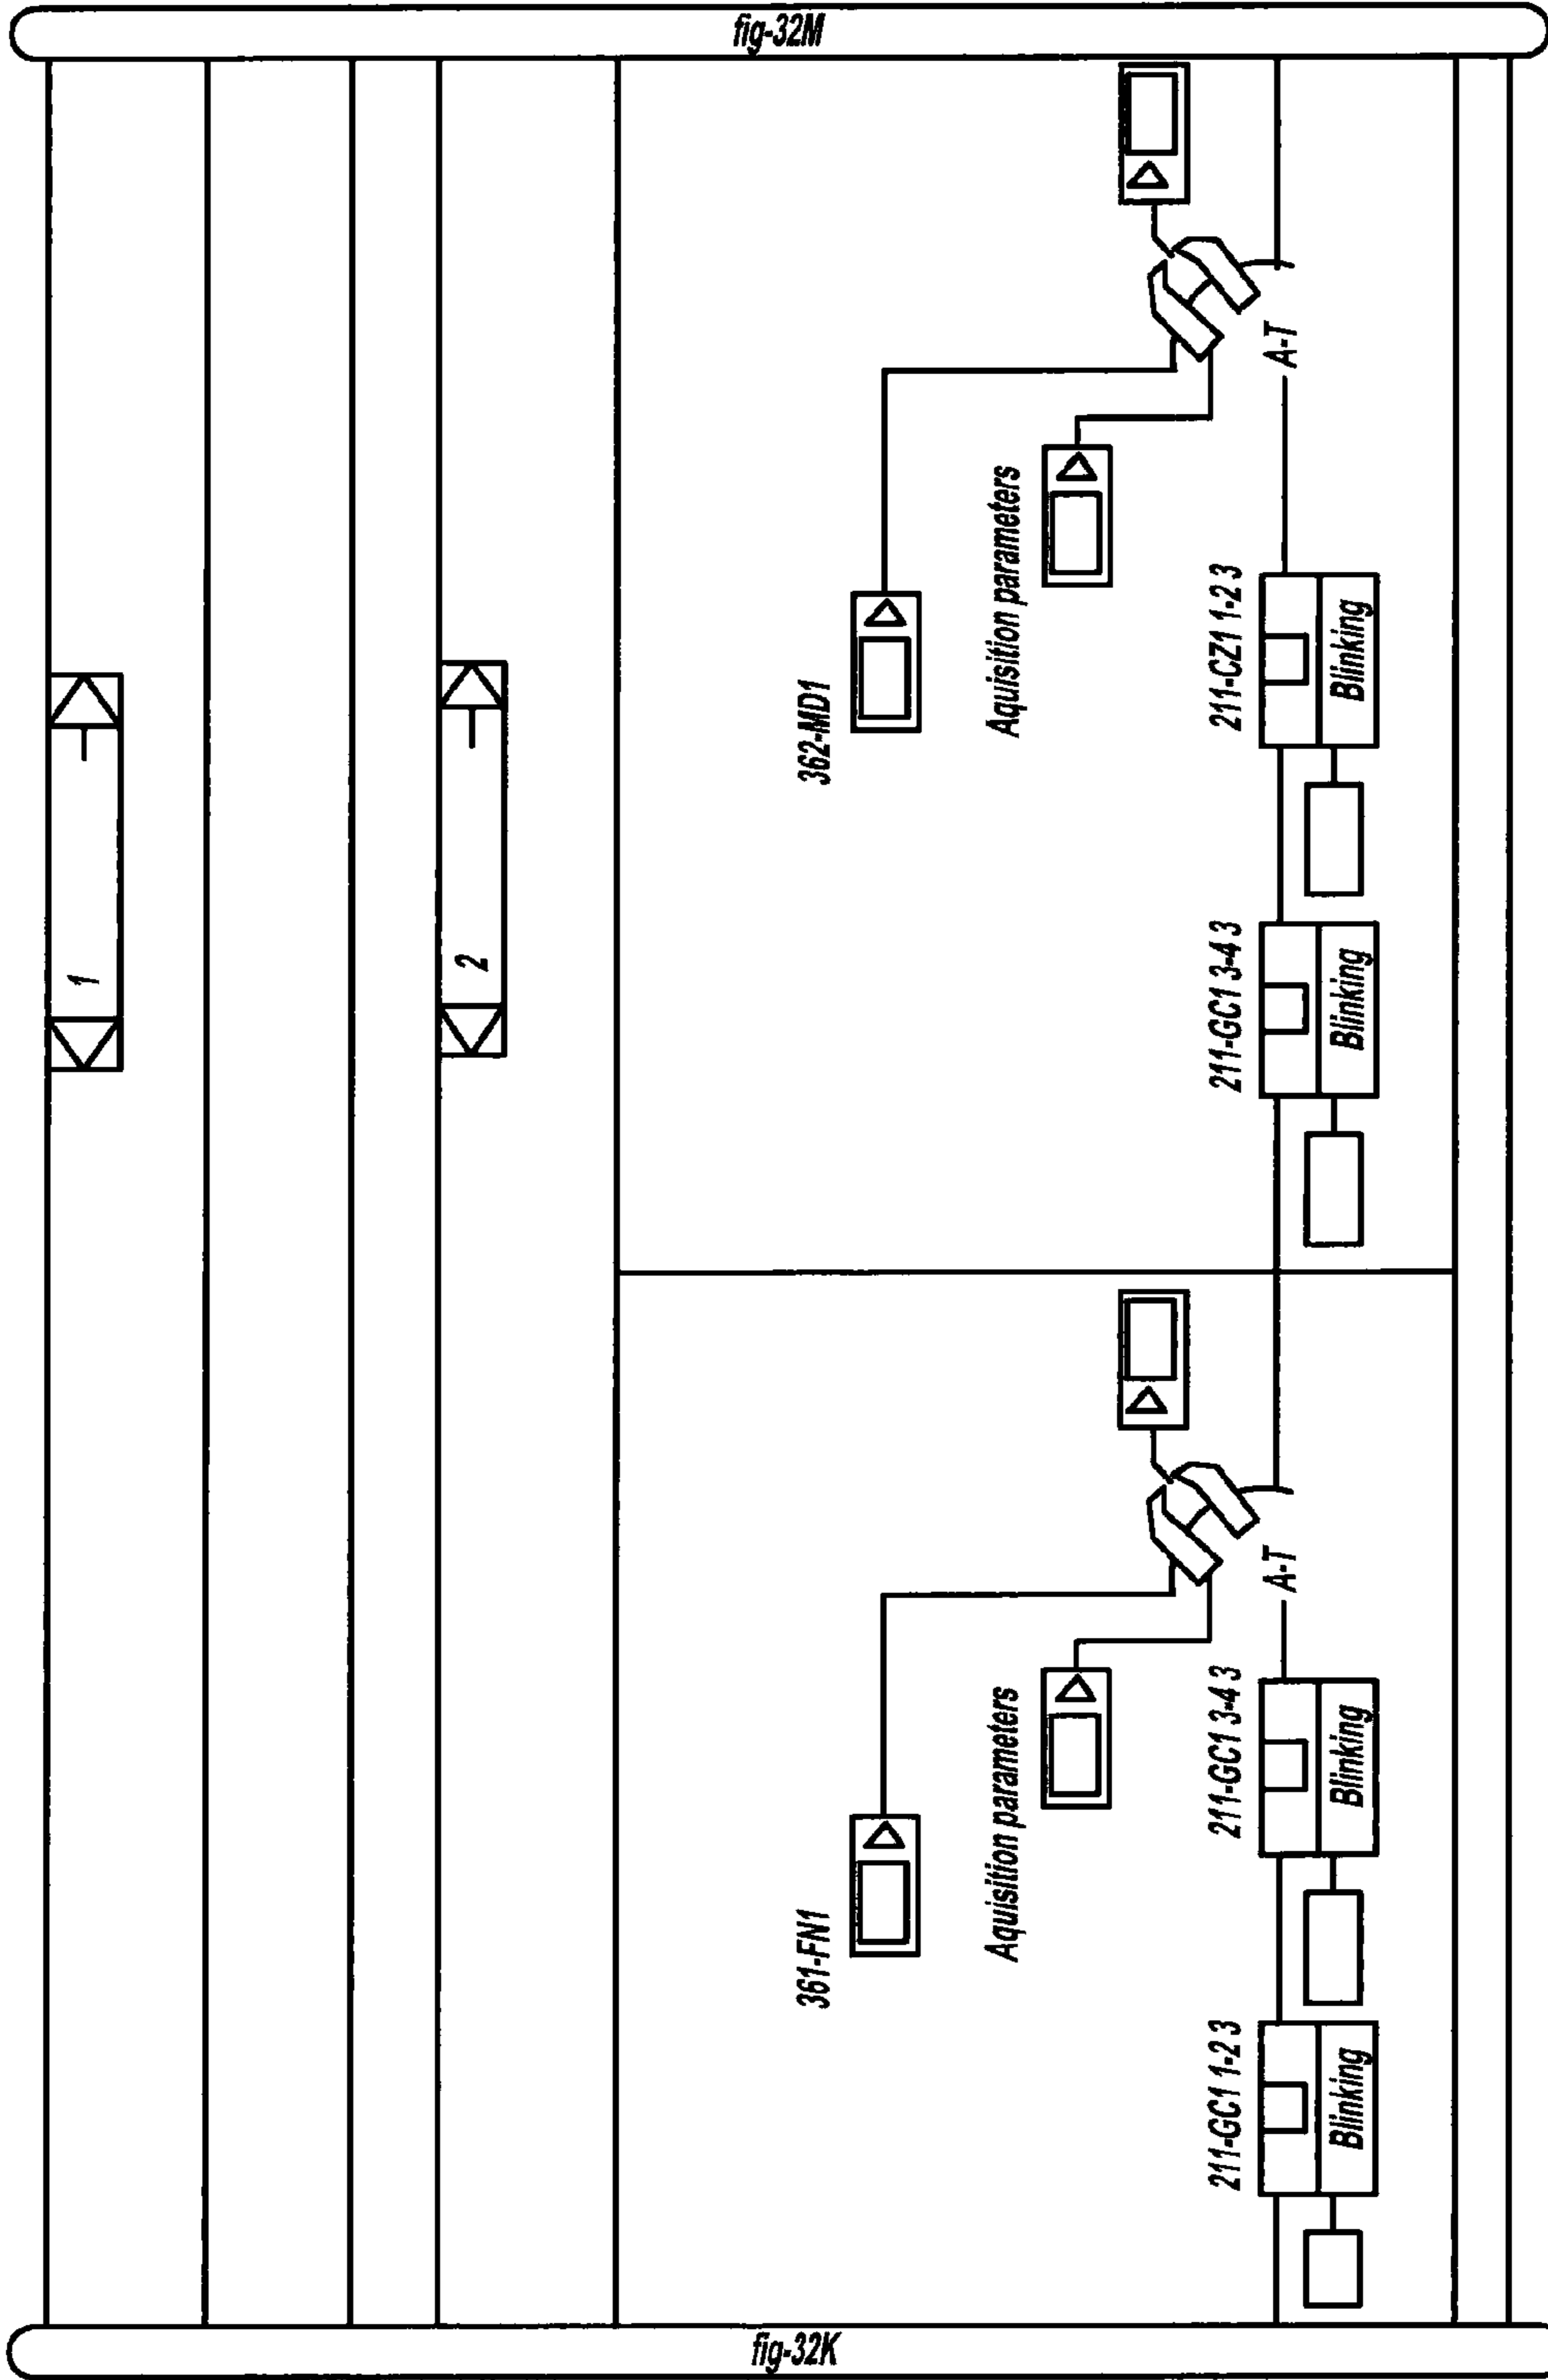 fig-32K
fig-32M
1
2
361-FN1
Aquisition parameters
211-GC1 1-2 3
Blinking
211-GC1 3-4 3
Blinking
A-T
362-MD1
Aquisition parameters
211-GC1 3-4 3
Blinking
211-CZ1 1-2 3
Blinking
A-T